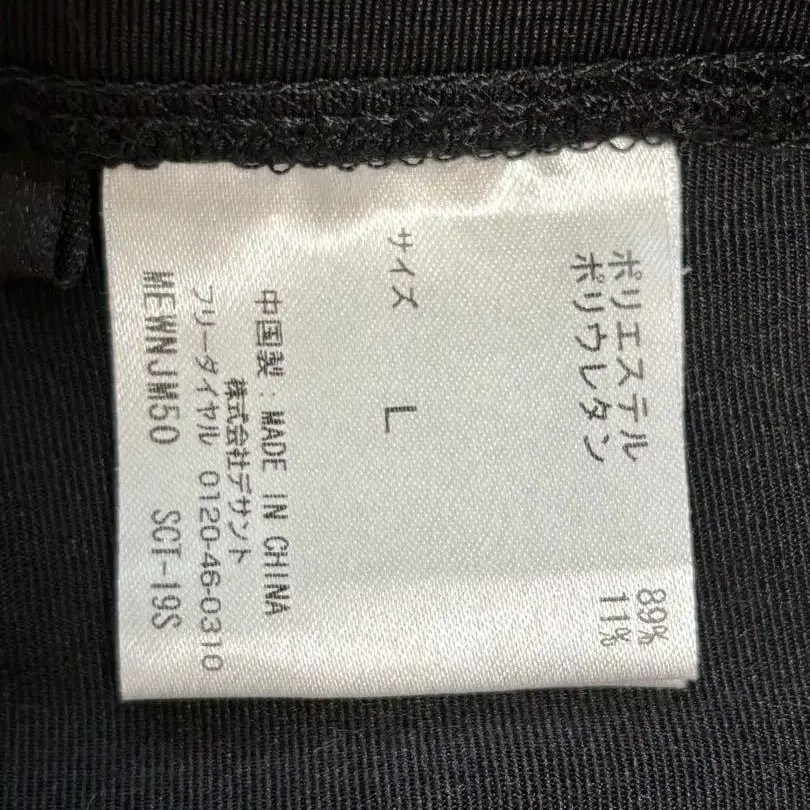 ポリエステル 89%
ポリウレタン 11%
サイズ L
中国製:MADE IN CHINA
株式会社デサント
フリーダイヤル 0120-46-0310
MEWNJM50 SCT-19S